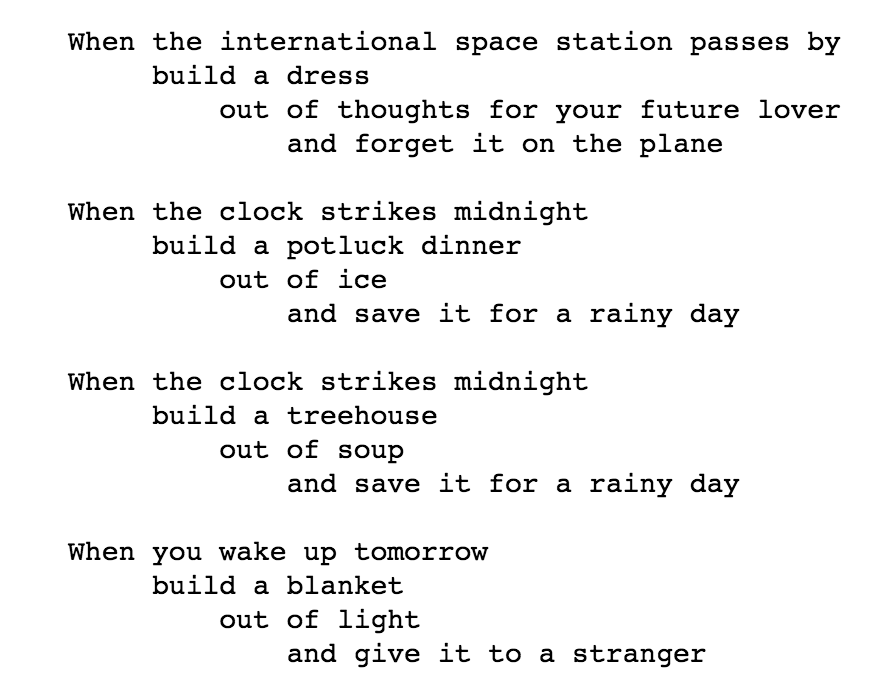 When the international space station passes by
build a dress
out of thoughts for your future lover
and forget it on the plane
When the clock strikes midnight
build a potluck dinner
out of ice
and save it for a rainy day
When the clock strikes midnight
build a treehouse
out of soup
and save it for a rainy day
When you wake up tomorrow
build a blanket
out of light
and give it to a stranger